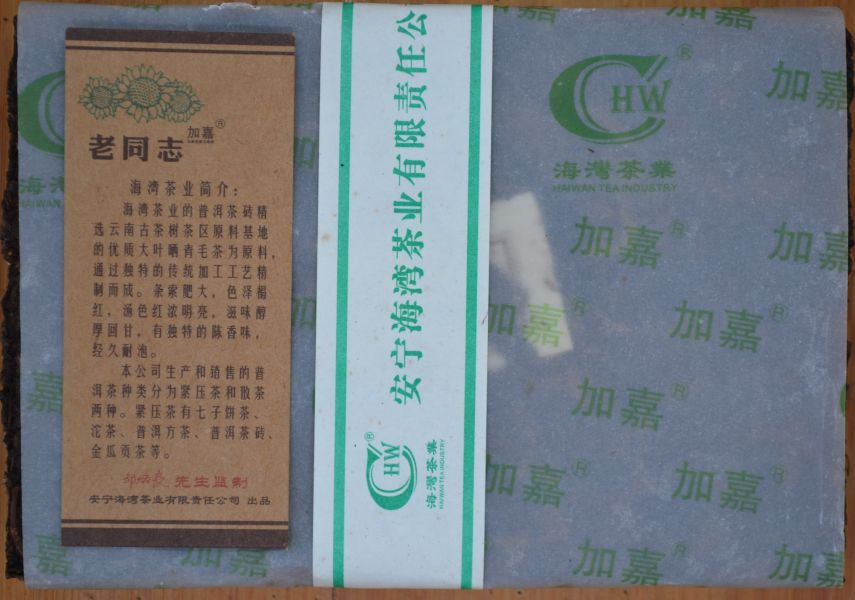 加嘉®
老同志
海湾茶业简介：
海湾茶业的普洱茶砖精
选云南古茶树茶区原料基地
的优质大叶晒青毛茶为原料，
通过独特的传统加工工艺精
制而成。条索肥大，色泽褐
红，汤色红浓明亮，滋味醇
厚回甘，有独特的陈香味，
经久耐泡。
本公司生产和销售的普
洱茶种类分为紧压茶和散茶
两种。紧压茶有七子饼茶、
沱茶、普洱方茶、普洱茶砖、
金瓜贡茶等。
先生监制
安宁海湾茶业有限责任公司 出品
安宁海湾茶业有限责任公
CHW®
海灣茶業
HAIWAN TEA INDUSTRY
加嘉
CHW®
海灣茶業
HAIWAN TEA INDUSTRY
加嘉
加嘉®
加嘉
加嘉®
加嘉®
加嘉®
加嘉
加嘉®
加嘉®
加嘉®
加嘉